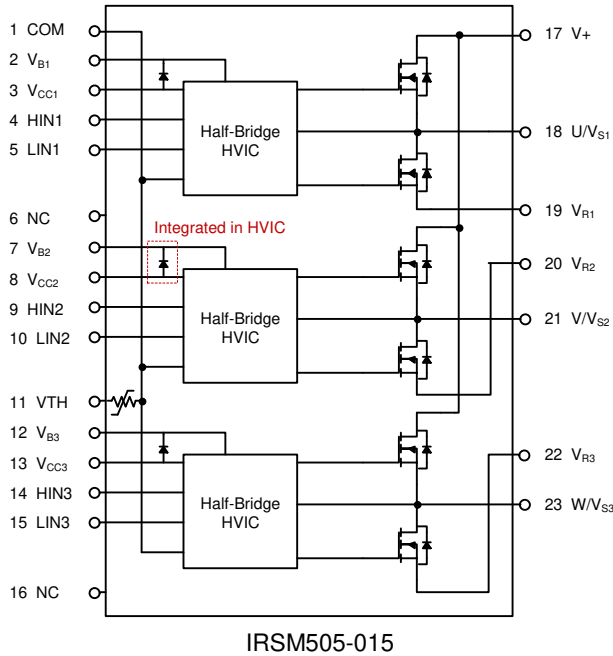 1 COM
2 VB1
3 VCC1
4 HIN1
5 LIN1
6 NC
7 VB2
8 VCC2
9 HIN2
10 LIN2
11 VTH
12 VB3
13 VCC3
14 HIN3
15 LIN3
16 NC
Half-Bridge
HVIC
Integrated in HVIC
Half-Bridge
HVIC
Half-Bridge
HVIC
17 V+
18 U/VS1
19 VR1
20 VR2
21 V/VS2
22 VR3
23 W/VS3
IRSM505-015